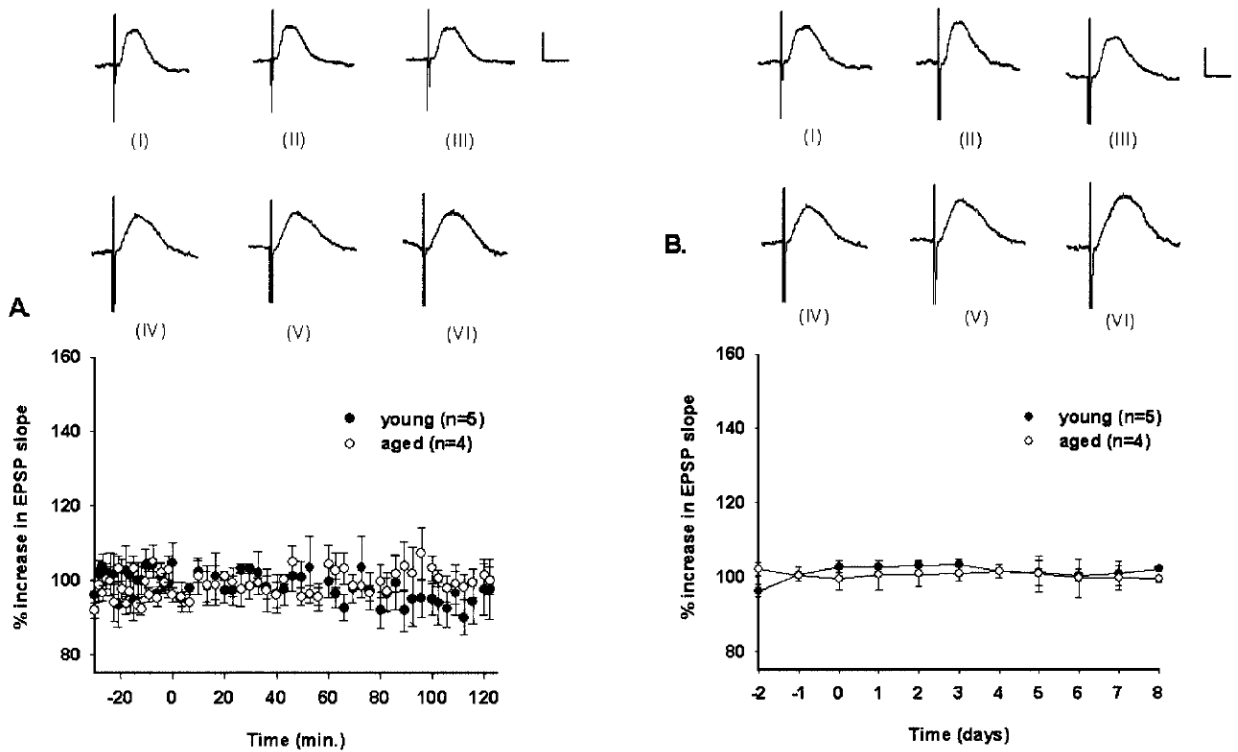 (I) (II) (III)
(IV) (V) (VI)
A.
160
140
120
100
80
% increase in EPSP slope
young (n=5)
aged (n=4)
-20 0 20 40 60 80 100 120
Time (min.)
(I) (II) (III)
B.
(IV) (V) (VI)
160
140
120
100
80
% increase in EPSP slope
young (n=5)
aged (n=4)
-2 -1 0 1 2 3 4 5 6 7 8
Time (days)